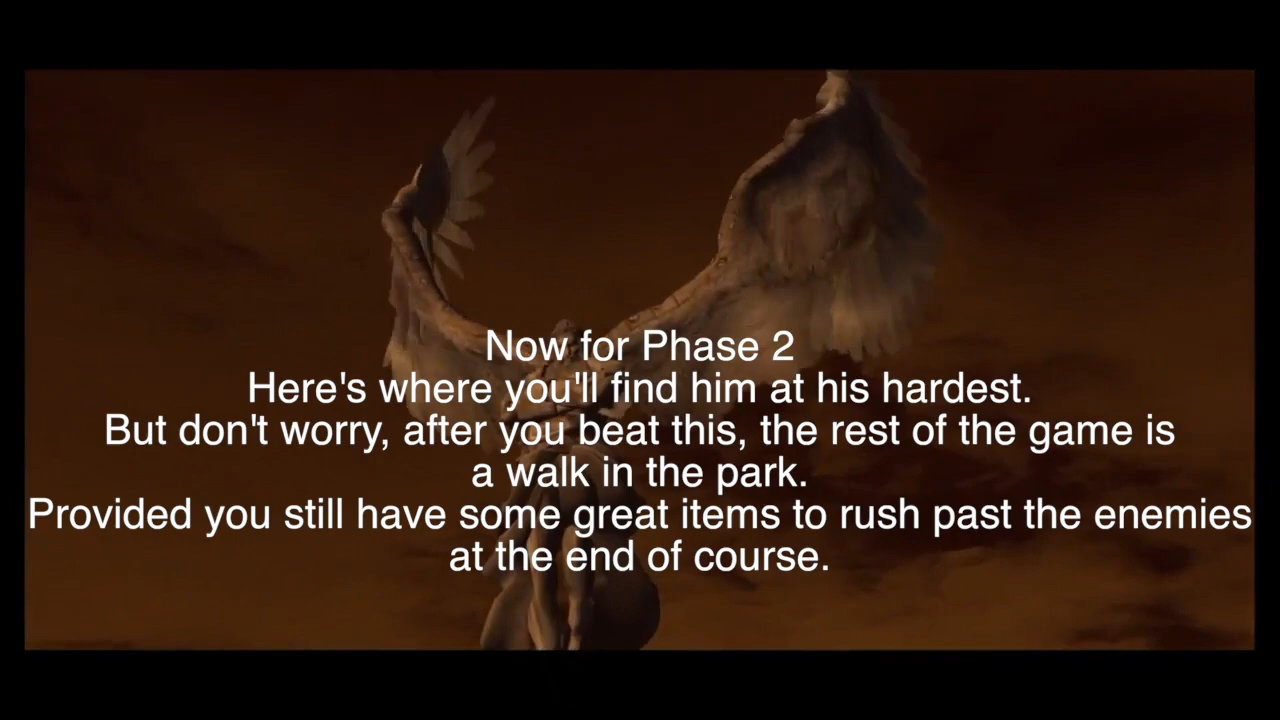 Now for Phase 2
Here's where you'll find him at his hardest.
But don't worry, after you beat this, the rest of the game is
a walk in the park.
Provided you still have some great items to rush past the enemies
at the end of course.